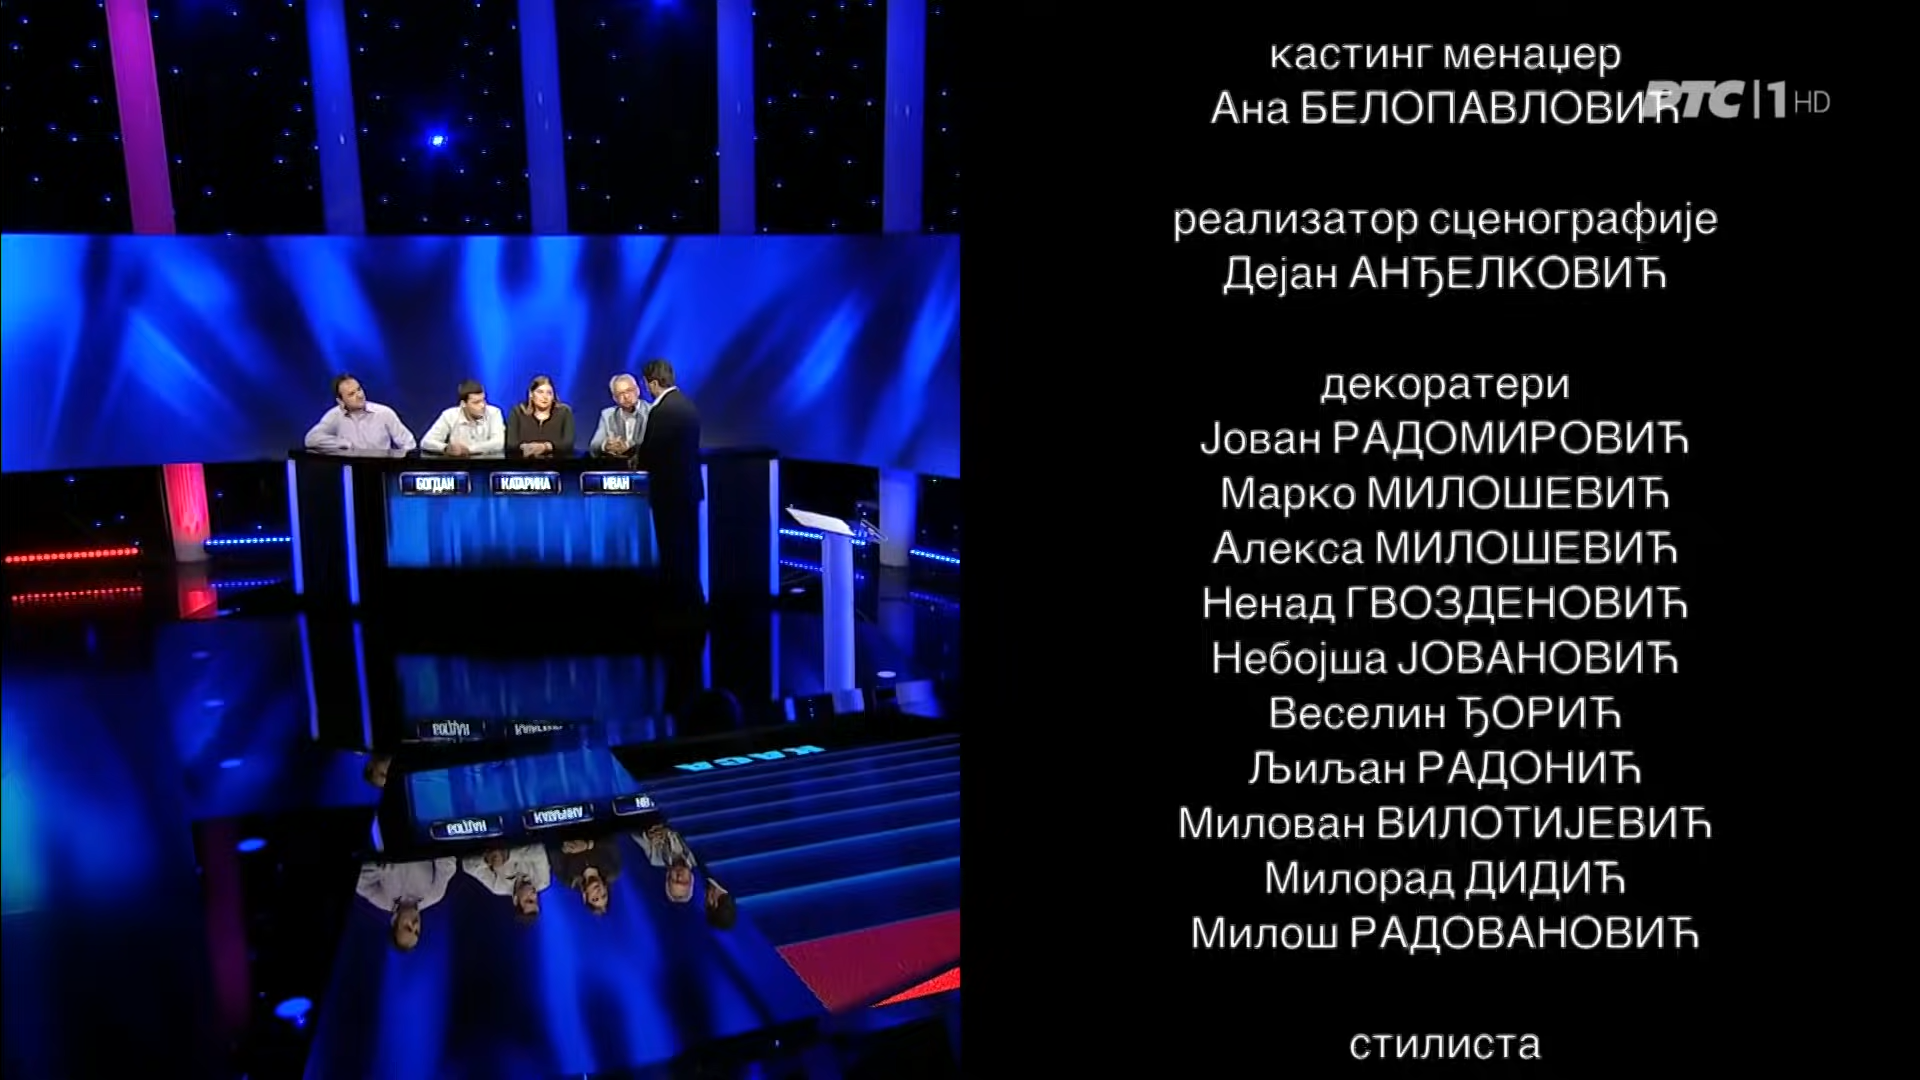 кастинг менаџер
Ана БЕЛОПАВЛОВИЋ
РТС|1 HD
реализатор сценографије
Дејан АНЂЕЛКОВИЋ
декоратери
Јован РАДОМИРОВИЋ
Марко МИЛОШЕВИЋ
Алекса МИЛОШЕВИЋ
Ненад ГВОЗДЕНОВИЋ
Небојша ЈОВАНОВИЋ
Веселин ЂОРИЋ
Љиљан РАДОНИЋ
Милован ВИЛОТИЈЕВИЋ
Милорад ДИДИЋ
Милош РАДОВАНОВИЋ
стилиста
БОГДАН
КАТАРИНА
ИВАН